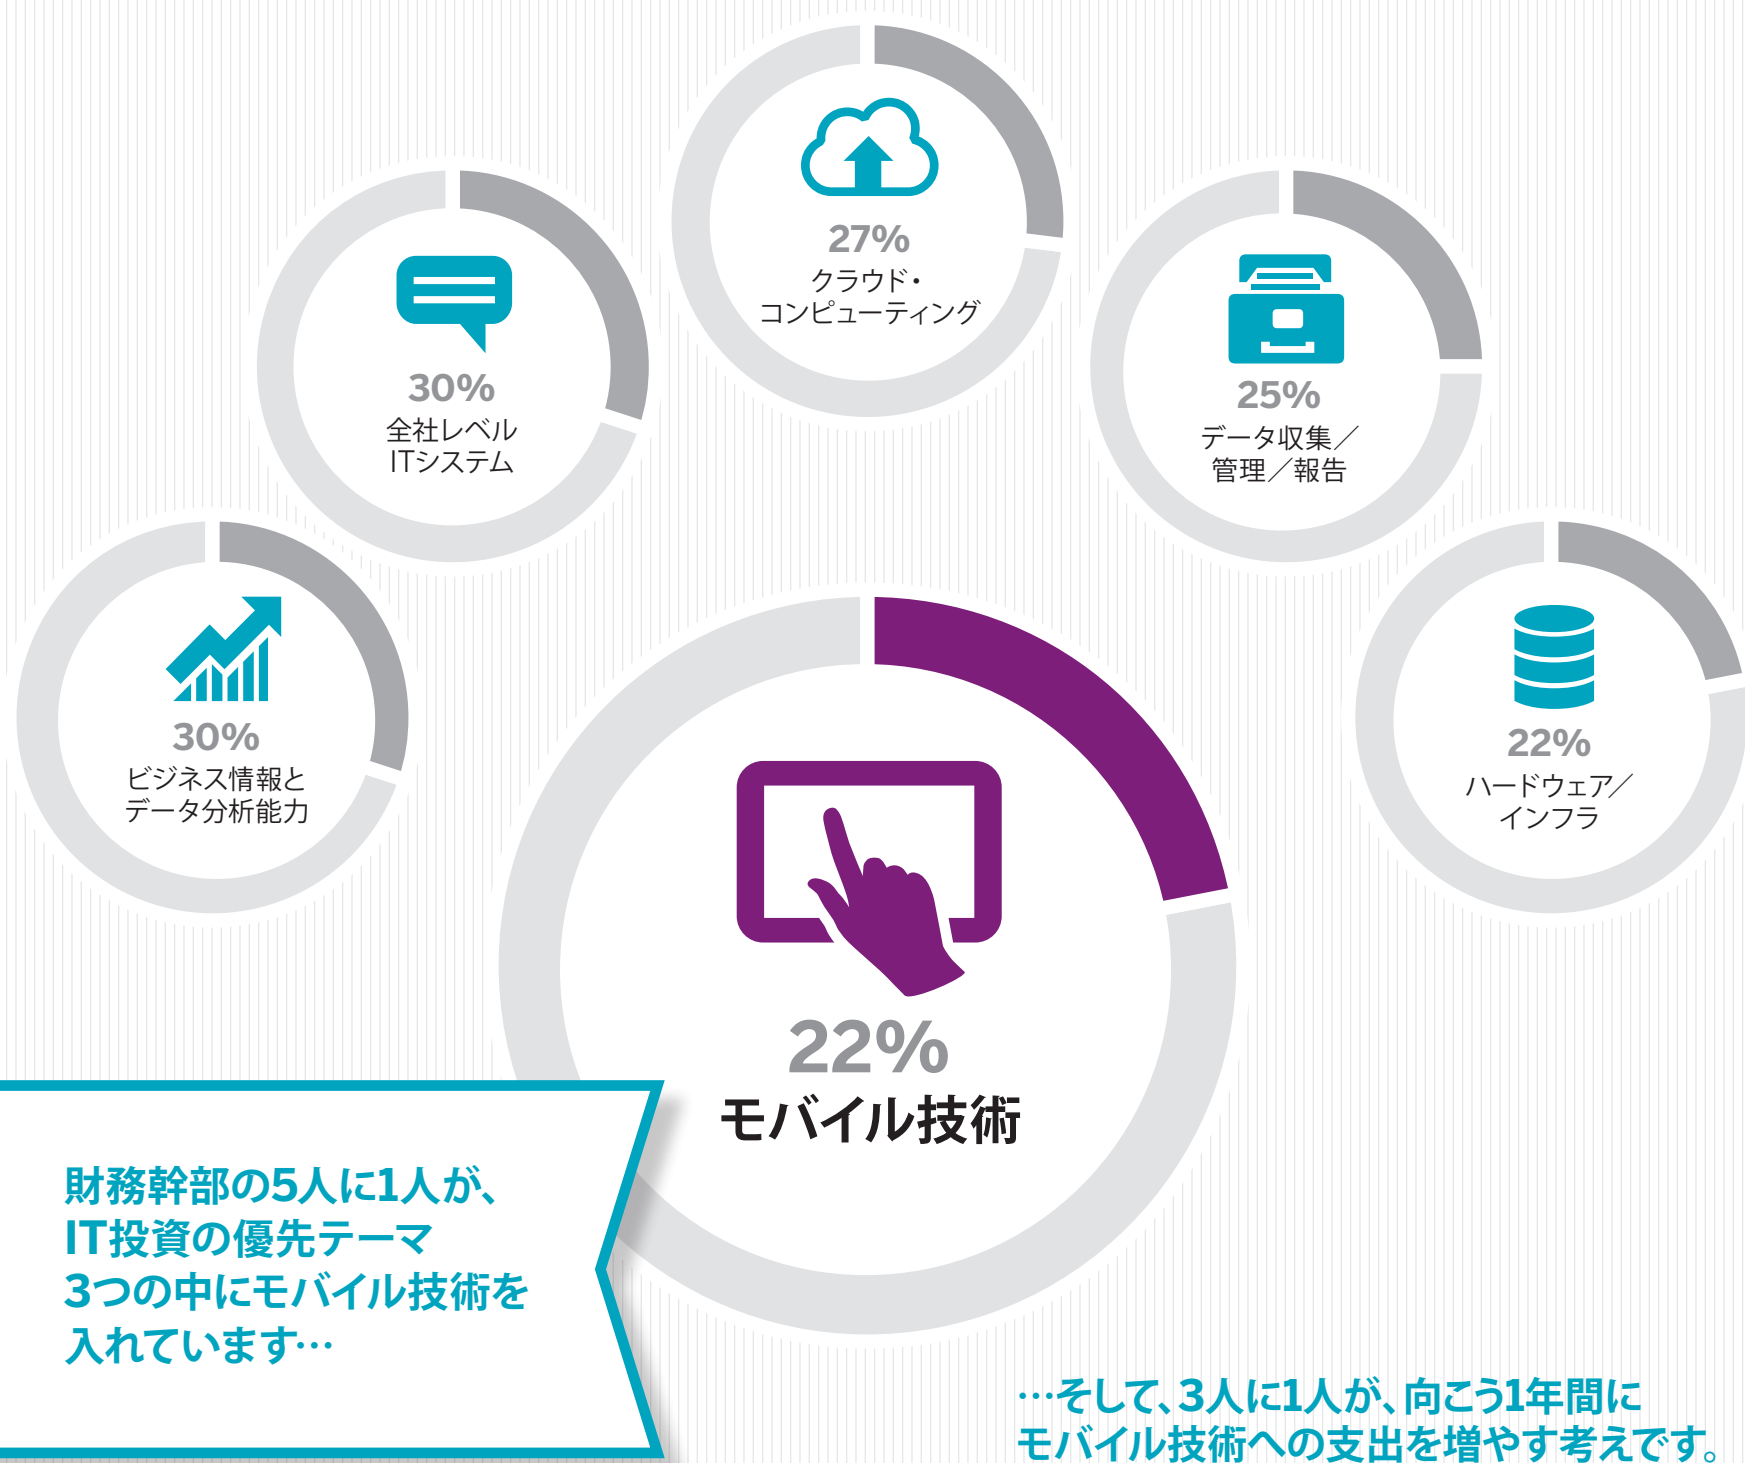 27%
クラウド・
コンピューティング
30%
全社レベル
ITシステム
25%
データ収集／
管理／報告
30%
ビジネス情報と
データ分析能力
22%
ハードウェア／
インフラ
22%
モバイル技術
財務幹部の5人に1人が、
IT投資の優先テーマ
3つの中にモバイル技術を
入れています…
…そして、3人に1人が、向こう1年間に
モバイル技術への支出を増やす考えです。